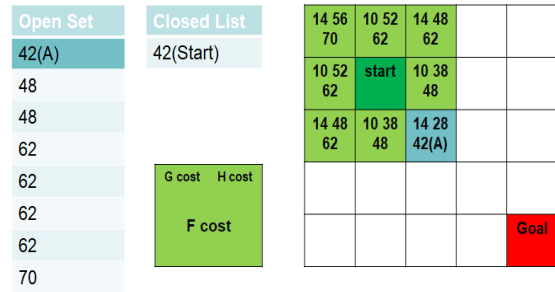 Open Set
42(A)
48
48
62
62
62
62
70
Closed List
42(Start)
G cost H cost
F cost
14 56 10 52 14 48
70 62 62
10 52 start 10 38
62 48
14 48 10 38 14 28
62 48 42(A)
Goal